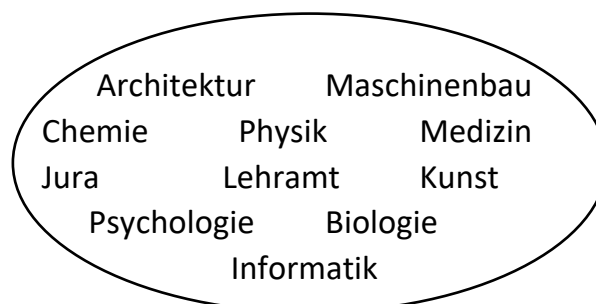 Architektur Maschinenbau
Chemie Physik Medizin
Jura Lehramt Kunst
Psychologie Biologie
Informatik